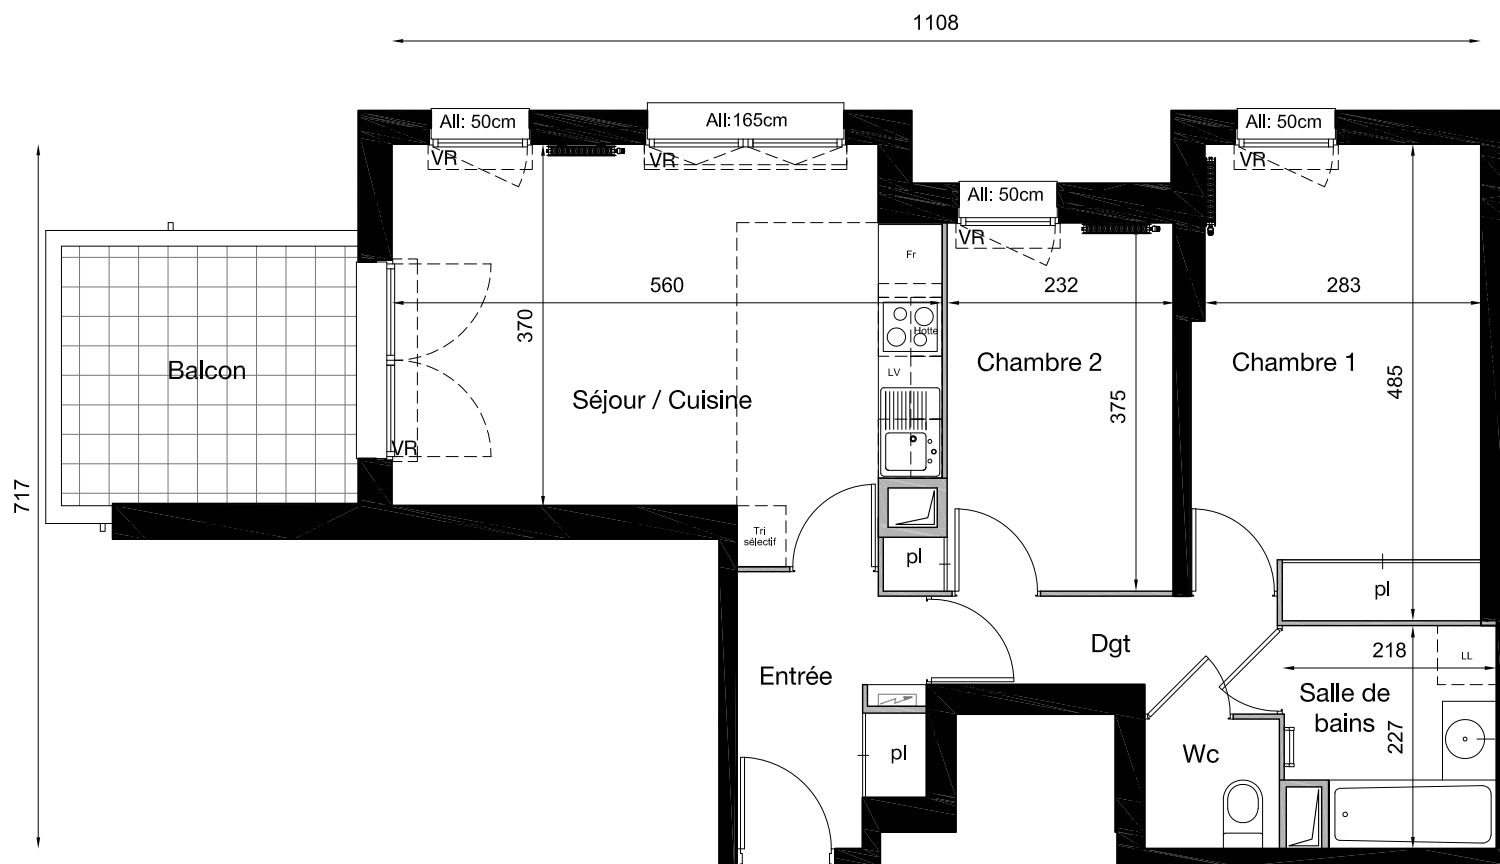 1108
All: 50cm
All:165cm
All: 50cm
All: 50cm
VR
VR
VR
VR
Fr
560
232
283
370
Hotte
Balcon
LV
Chambre 2
Chambre 1
Séjour / Cuisine
375
485
VR
717
Tri
sélectif
pl
pl
Dgt
218
LL
Entrée
Salle de
bains
227
pl
Wc